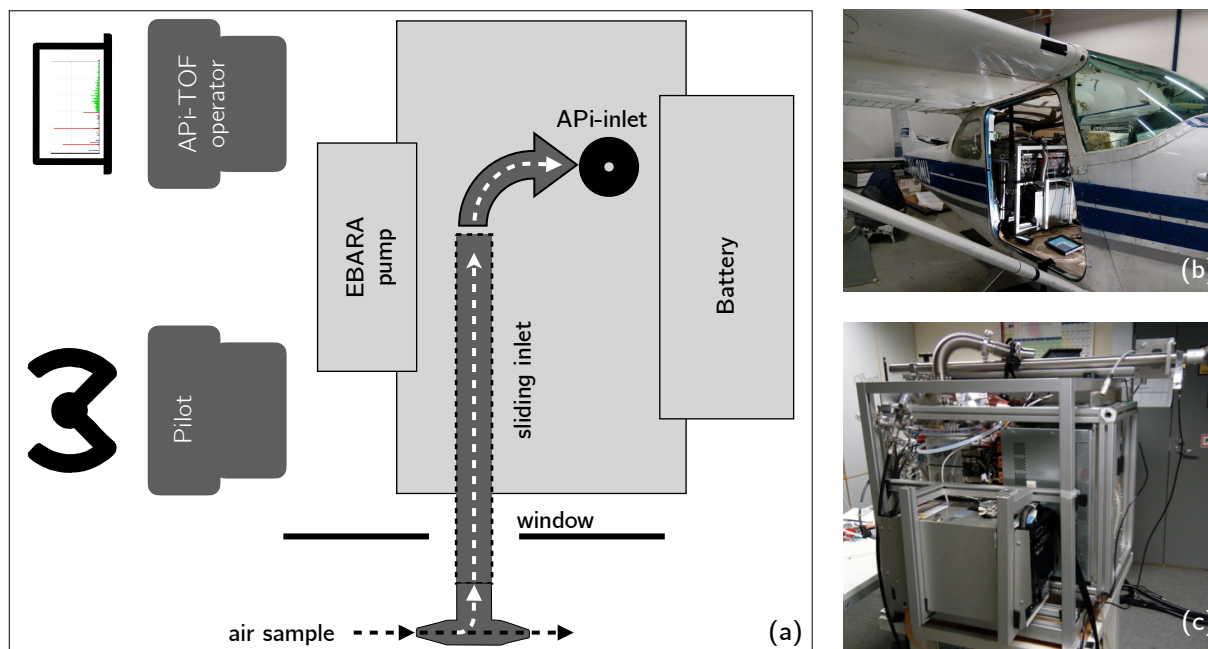 APi-TOF
operator
APi-inlet
EBARA
pump
Battery
sliding inlet
Pilot
window
air sample
(a)
(b)
(c)